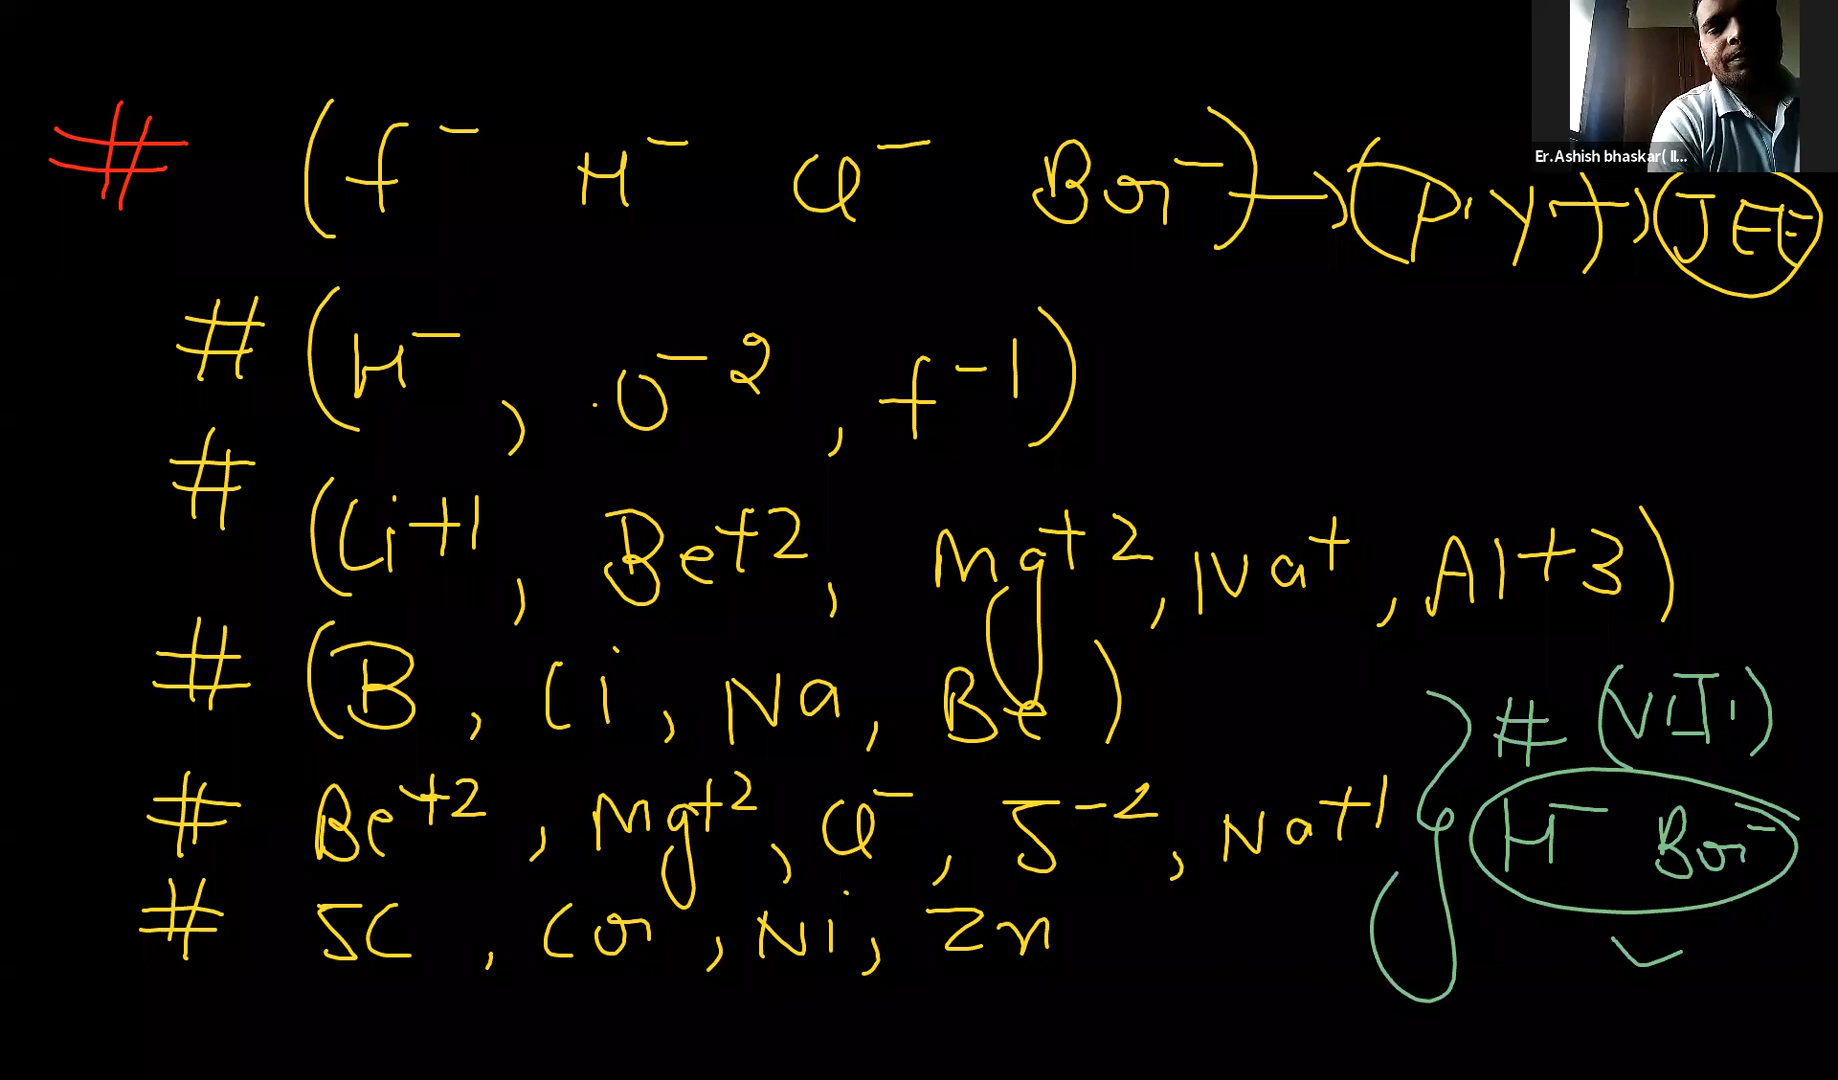 Er.Ashish bhaskar( II...
# (f⁻ H⁻ Cl⁻ Br⁻) → (P.Y) → JEE
# (H⁻, O⁻², f⁻¹)
# (Li⁺¹, Be⁺², Mg⁺², Na⁺, Al⁺³)
# (B, Li, Na, Be)
# (V.I)
# Be⁺², Mg⁺², Cl⁻, S⁻², Na⁺¹
H⁻ Br⁻
# SC, Cr, Ni, Zn